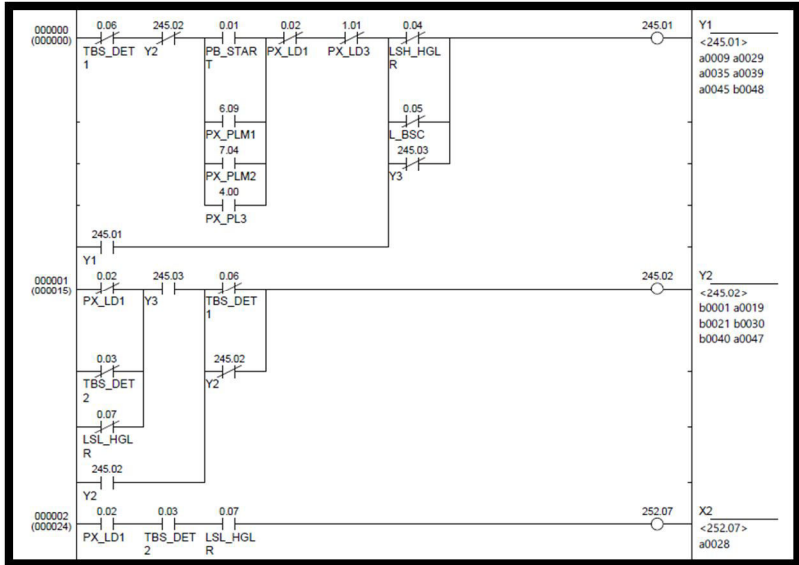 000000
(000000)
0.06 245.02 0.01 0.02 1.01 0.04 245.01
TBS_DET Y2 PB_STAR PX_LD1 PX_LD3 LSH_HGL
1 T R
6.09 0.05
PX_PLM1 L_BSC
7.04 245.03
PX_PLM2 Y3
4.00
PX_PL3
245.01
Y1
Y1
<245.01>
a0009 a0029
a0035 a0039
a0045 b0048
000001
(000015)
0.02 245.03 0.06 245.02
PX_LD1 Y3 TBS_DET
1
0.03 245.02
TBS_DET Y2
2
0.07
LSL_HGL
R
245.02
Y2
Y2
<245.02>
b0001 a0019
b0021 b0030
b0040 a0047
000002
(000024)
0.02 0.03 0.07 252.07
PX_LD1 TBS_DET LSL_HGL
2 R
X2
<252.07>
a0028